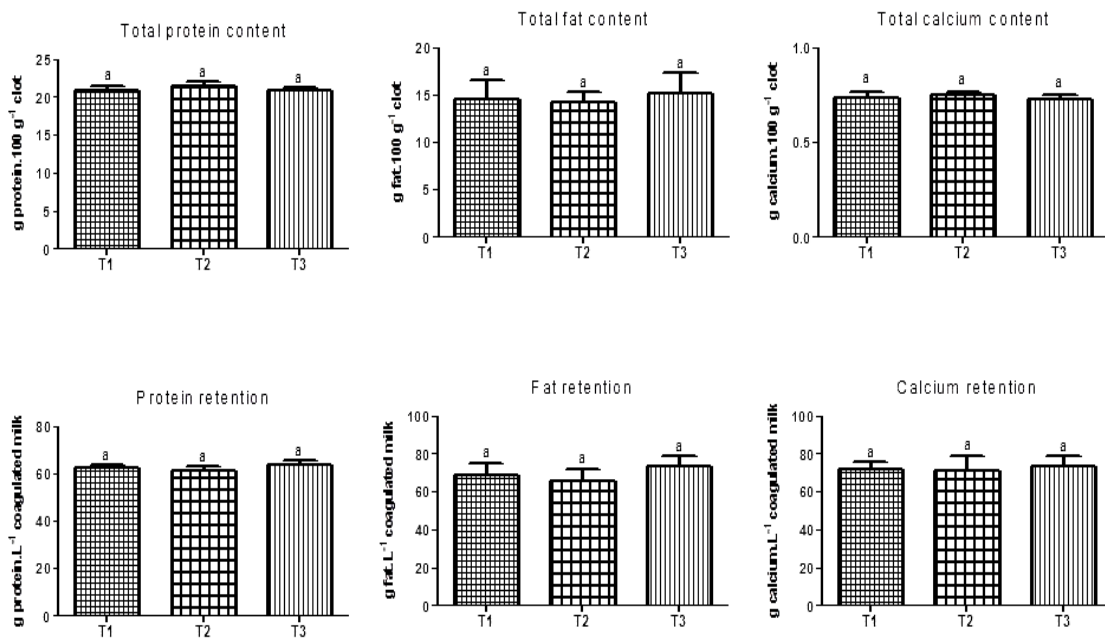 Total protein content
g protein.100 g⁻¹ clot
25
20
15
10
5
0
a
a
a
T1
T2
T3
Total fat content
g fat.100 g⁻¹ clot
20
15
10
5
0
a
a
a
T1
T2
T3
Total calcium content
g calcium.100 g⁻¹ clot
1.0
0.5
0.0
a
a
a
T1
T2
T3
Protein retention
g protein.L⁻¹ coagulated milk
80
60
40
20
0
a
a
a
T1
T2
T3
Fat retention
g fat.L⁻¹ coagulated milk
100
80
60
40
20
0
a
a
a
T1
T2
T3
Calcium retention
g calcium.L⁻¹ coagulated milk
100
80
60
40
20
0
a
a
a
T1
T2
T3